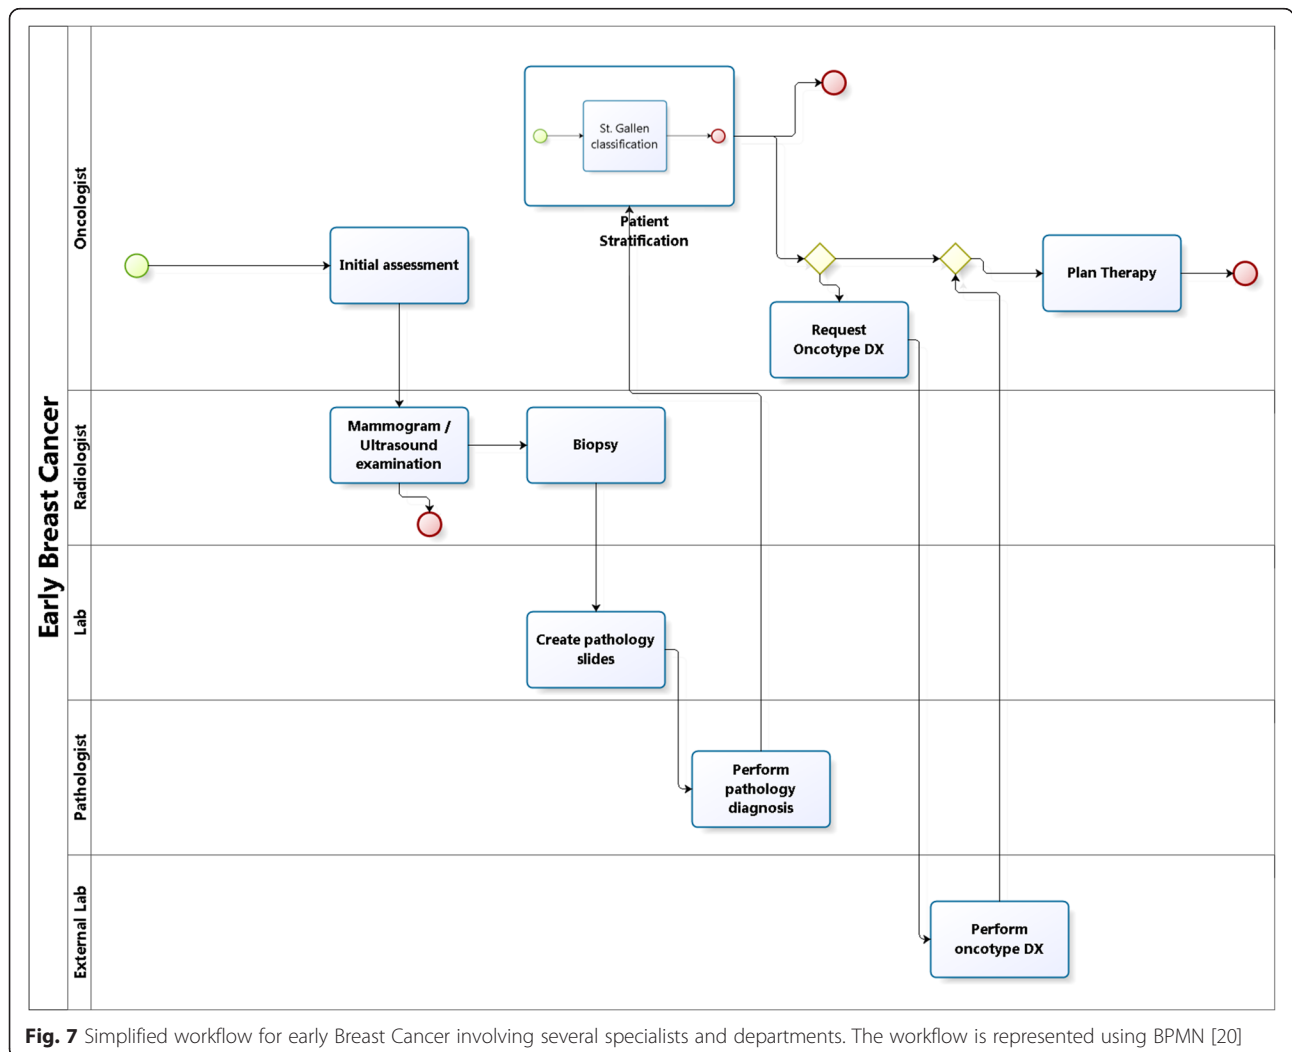 Early Breast Cancer
Oncologist
St. Gallen
classification
Patient
Stratification
Initial assessment
Plan Therapy
Request
Oncotype DX
Radiologist
Mammogram /
Ultrasound
examination
Biopsy
Lab
Create pathology
slides
Pathologist
Perform
pathology
diagnosis
External Lab
Perform
oncotype DX
Fig. 7 Simplified workflow for early Breast Cancer involving several specialists and departments. The workflow is represented using BPMN [20]